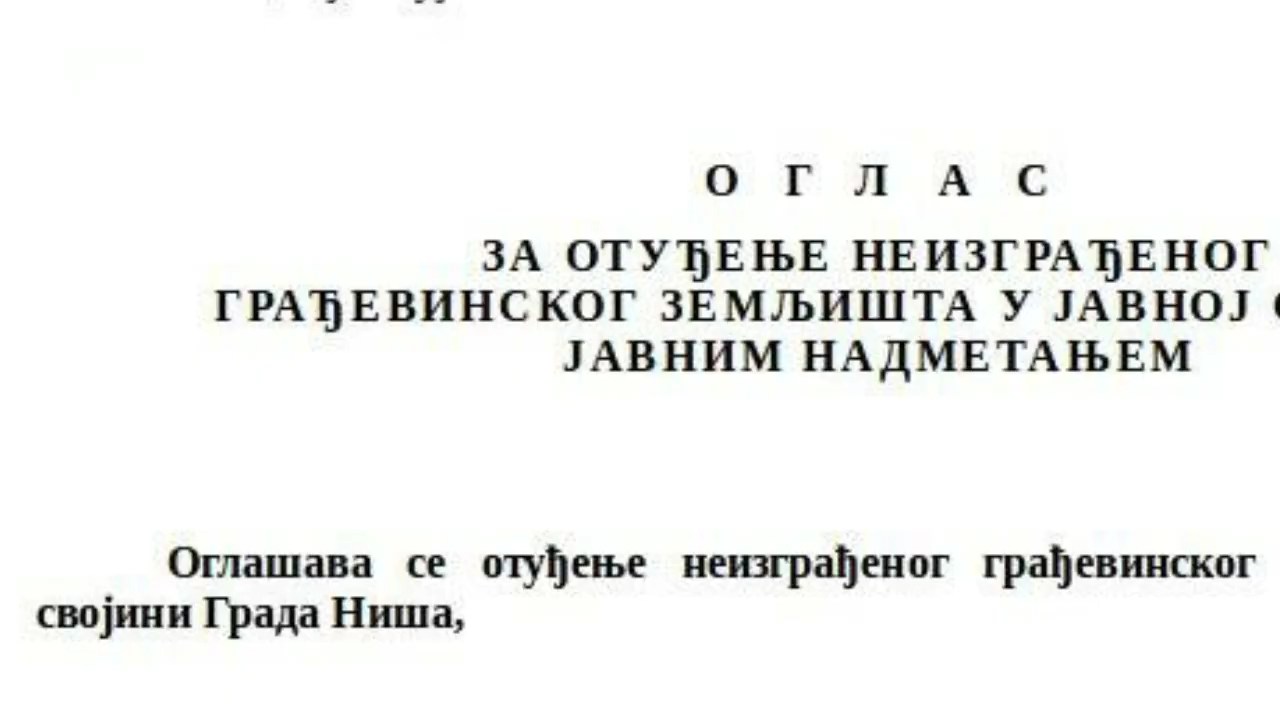 О Г Л А С
ЗА ОТУЂЕЊЕ НЕИЗГРАЂЕНОГ
ГРАЂЕВИНСКОГ ЗЕМЉИШТА У ЈАВНОЈ
ЈАВНИМ НАДМЕТАЊЕМ
Оглашава се отуђење неизграђеног грађевинског
својини Града Ниша,